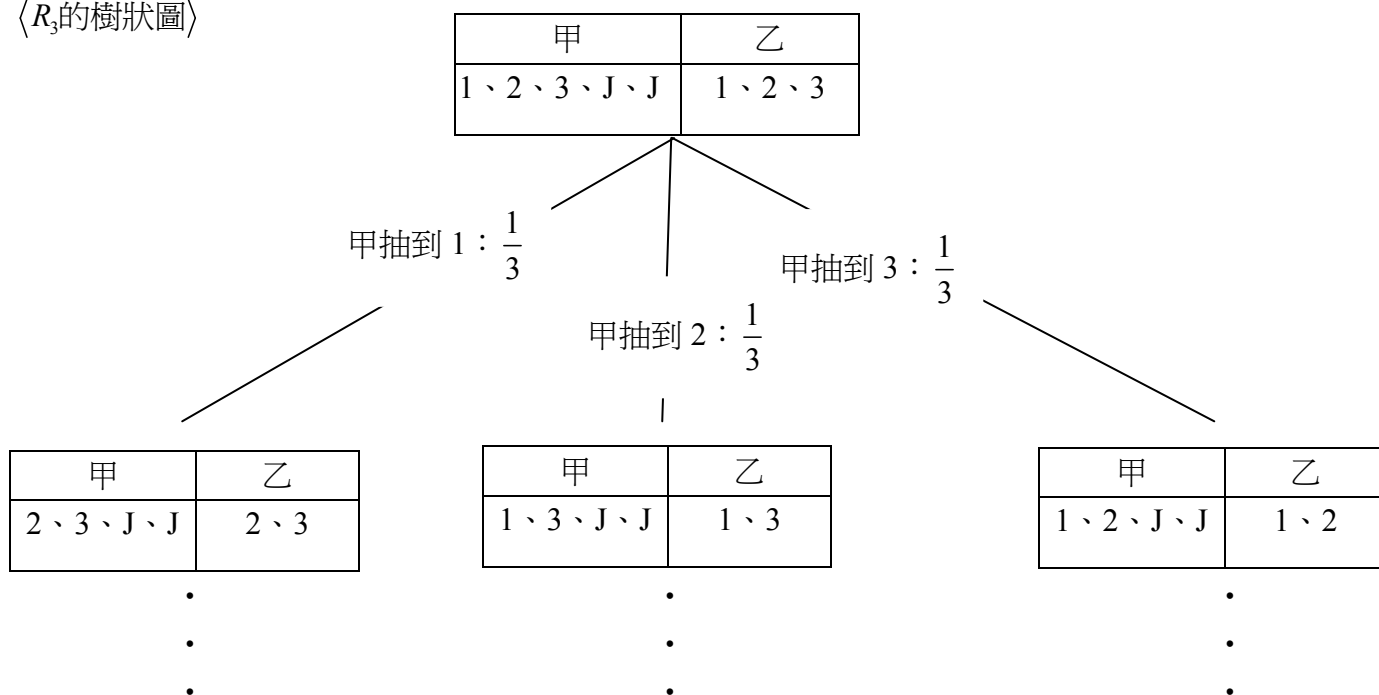 〈R₃的樹狀圖〉
甲 乙
1、2、3、J、J 1、2、3
甲抽到 1：1/3
甲抽到 2：1/3
甲抽到 3：1/3
甲 乙
2、3、J、J 2、3
甲 乙
1、3、J、J 1、3
甲 乙
1、2、J、J 1、2